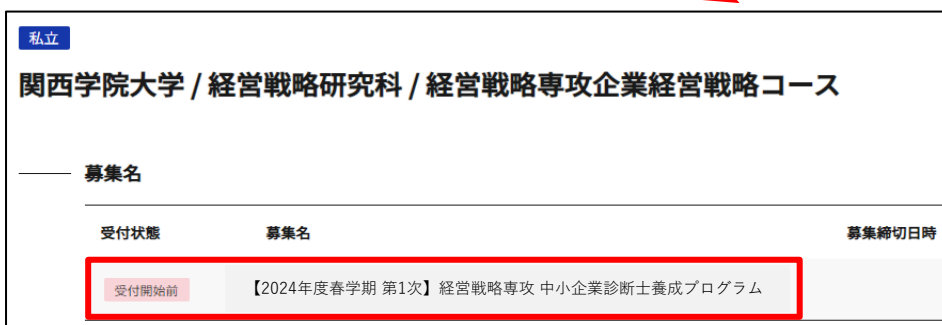 私立
関西学院大学 / 経営戦略研究科 / 経営戦略専攻企業経営戦略コース
募集名
受付状態 募集名 募集締切日時
受付開始前 【2024年度春学期 第1次】経営戦略専攻 中小企業診断士養成プログラム